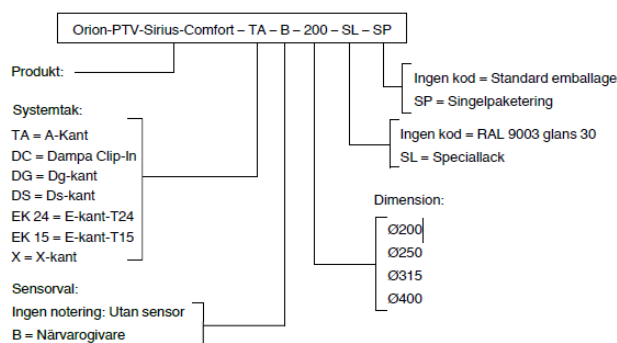 Orion-PTV-Sirius-Comfort – TA – B – 200 – SL – SP
Produkt:
Systemtak:
TA = A-Kant
DC = Dampa Clip-In
DG = Dg-kant
DS = Ds-kant
EK 24 = E-kant-T24
EK 15 = E-kant-T15
X = X-kant
Sensorval:
Ingen notering: Utan sensor
B = Närvarogivare
Ingen kod = Standard emballage
SP = Singelpaketering
Ingen kod = RAL 9003 glans 30
SL = Speciallack
Dimension:
Ø200
Ø250
Ø315
Ø400